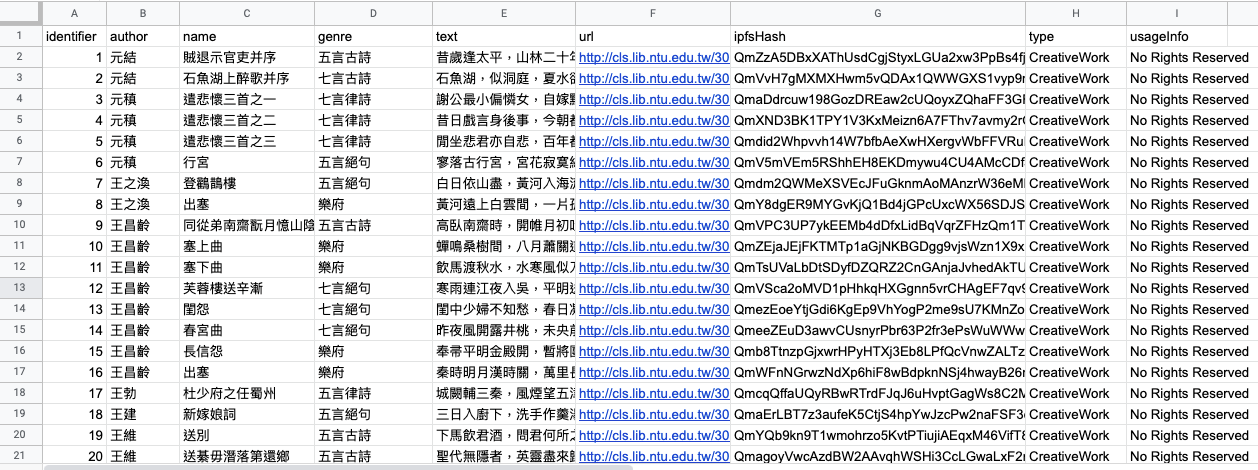 A B C D E F G H I
1 identifier author name genre text url ipfsHash type usageInfo
2 1 元結 賊退示官吏并序 五言古詩 昔歲逢太平，山林二十年 http://cls.lib.ntu.edu.tw/30 QmZzA5DBxXAThUsdCgjStyxLGUa2xw3PpBs4fj CreativeWork No Rights Reserved
3 2 元結 石魚湖上醉歌并序 七言古詩 石魚湖，似洞庭，夏水欲 http://cls.lib.ntu.edu.tw/30 QmVvH7gMXMXHwm5vQDAx1QWWGXS1vyp9r CreativeWork No Rights Reserved
4 3 元稹 遣悲懷三首之一 七言律詩 謝公最小偏憐女，自嫁黔 http://cls.lib.ntu.edu.tw/30 QmaDdrcuw198GozDREaw2cUQoyxZQhaFF3GI CreativeWork No Rights Reserved
5 4 元稹 遣悲懷三首之二 七言律詩 昔日戲言身後事，今朝都 http://cls.lib.ntu.edu.tw/30 QmXND3BK1TPY1V3KxMeizn6A7FThv7avmy2r CreativeWork No Rights Reserved
6 5 元稹 遣悲懷三首之三 七言律詩 閒坐悲君亦自悲，百年都 http://cls.lib.ntu.edu.tw/30 Qmdid2Whpvvh14W7bfbAeXwHXergvWbFFVRu CreativeWork No Rights Reserved
7 6 元稹 行宮 五言絕句 寥落古行宮，宮花寂寞紅 http://cls.lib.ntu.edu.tw/30 QmV5mVEm5RShhEH8EKDmywu4CU4AMcCDf CreativeWork No Rights Reserved
8 7 王之渙 登鸛鵲樓 五言絕句 白日依山盡，黃河入海流 http://cls.lib.ntu.edu.tw/30 Qmdm2QWMeXSVEcJFuGknmAoMAnzrW36eM CreativeWork No Rights Reserved
9 8 王之渙 出塞 樂府 黃河遠上白雲間，一片孤 http://cls.lib.ntu.edu.tw/30 QmY8dgER9MYGvKjQ1Bd4jGPcUxcWX56SDJS CreativeWork No Rights Reserved
10 9 王昌齡 同從弟南齋翫月憶山陰 五言古詩 高臥南齋時，開帷月初吐 http://cls.lib.ntu.edu.tw/30 QmVPC3UP7ykEEMb4dDfxLidBqVqrZFHzQm1T CreativeWork No Rights Reserved
11 10 王昌齡 塞上曲 樂府 蟬鳴桑樹間，八月蕭關道 http://cls.lib.ntu.edu.tw/30 QmZEjaJEjFKTMTp1aGjNKBGDgg9vjsWzn1X9x CreativeWork No Rights Reserved
12 11 王昌齡 塞下曲 樂府 飲馬渡秋水，水寒風似刀 http://cls.lib.ntu.edu.tw/30 QmTsUVaLbDtSDyfDZQRZ2CnGAnjaJvhedAkTU CreativeWork No Rights Reserved
13 12 王昌齡 芙蓉樓送辛漸 七言絕句 寒雨連江夜入吳，平明送 http://cls.lib.ntu.edu.tw/30 QmVSca2oMVD1pHhkqHXGgnn5vrCHAgEF7qv9 CreativeWork No Rights Reserved
14 13 王昌齡 閨怨 七言絕句 閨中少婦不知愁，春日凝 http://cls.lib.ntu.edu.tw/30 QmezEoeYtjGdi6KgEp9VhYogP2me9sU7KMnZo CreativeWork No Rights Reserved
15 14 王昌齡 春宮曲 七言絕句 昨夜風開露井桃，未央前 http://cls.lib.ntu.edu.tw/30 QmeeZEuD3awvCUsnyrPbr63P2fr3ePsWuWWw CreativeWork No Rights Reserved
16 15 王昌齡 長信怨 樂府 奉帚平明金殿開，暫將團 http://cls.lib.ntu.edu.tw/30 Qmb8TtnzpGjxwrHPyHTXj3Eb8LPfQcVnwZALTz CreativeWork No Rights Reserved
17 16 王昌齡 出塞 樂府 秦時明月漢時關，萬里長 http://cls.lib.ntu.edu.tw/30 QmWFnNGrwzNdXp6hiF8wBdpknNSj4hwayB26 CreativeWork No Rights Reserved
18 17 王勃 杜少府之任蜀州 五言律詩 城闕輔三秦，風煙望五津 http://cls.lib.ntu.edu.tw/30 QmcqQffaUQyRBwRTrdFJqJ6uHvptGagWs8C2M CreativeWork No Rights Reserved
19 18 王建 新嫁娘詞 五言絕句 三日入廚下，洗手作羹湯 http://cls.lib.ntu.edu.tw/30 QmaErLBT7z3aufeK5CtjS4hpYwJzcPw2naFSF3 CreativeWork No Rights Reserved
20 19 王維 送別 五言古詩 下馬飲君酒，問君何所之 http://cls.lib.ntu.edu.tw/30 QmYQb9kn9T1wmohrzo5KvtPTiujiAEqxM46VifT8 CreativeWork No Rights Reserved
21 20 王維 送綦毋潛落第還鄉 五言古詩 聖代無隱者，英靈盡來歸 http://cls.lib.ntu.edu.tw/30 QmagoyVwcAzdBW2AAvqhWSHi3CcLGwaLxF2 CreativeWork No Rights Reserved